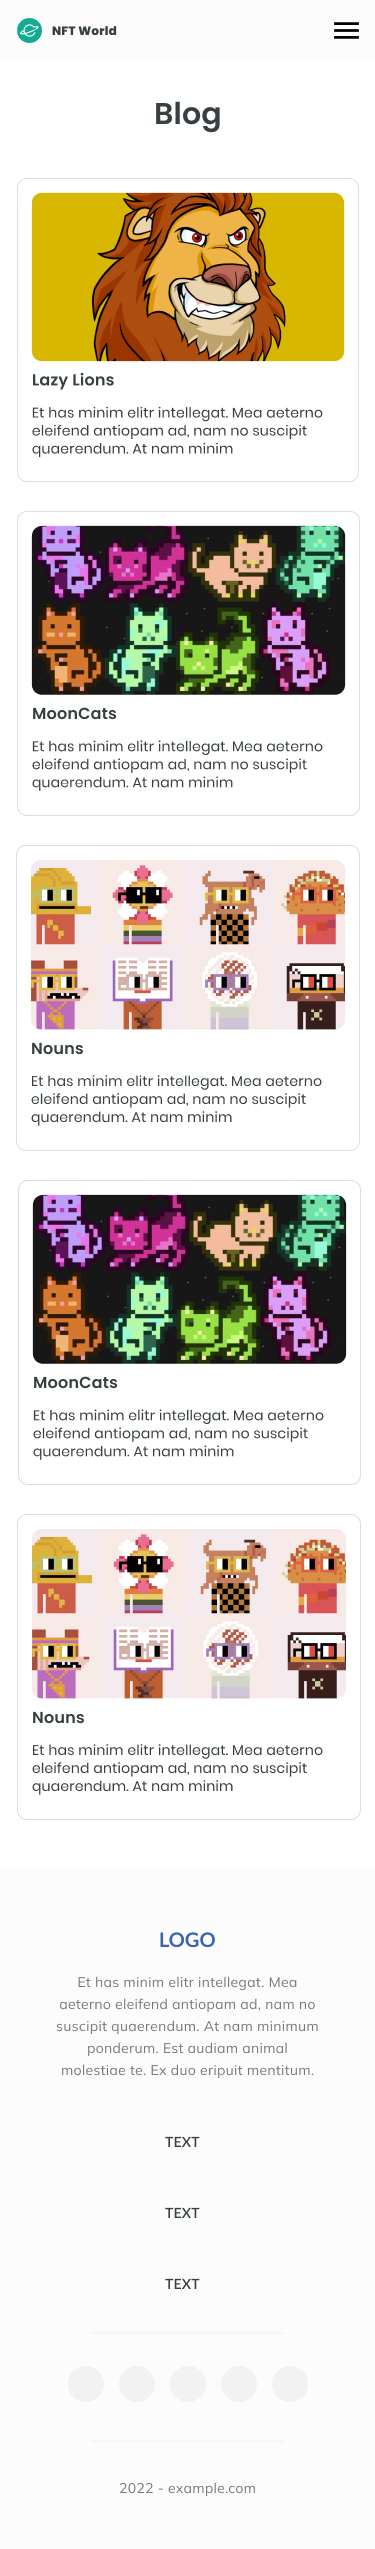 NFT World
Blog
Lazy Lions
Et has minim elitr intellegat. Mea aeterno
eleifend antiopam ad, nam no suscipit
quaerendum. At nam minim
MoonCats
Et has minim elitr intellegat. Mea aeterno
eleifend antiopam ad, nam no suscipit
quaerendum. At nam minim
Nouns
Et has minim elitr intellegat. Mea aeterno
eleifend antiopam ad, nam no suscipit
quaerendum. At nam minim
MoonCats
Et has minim elitr intellegat. Mea aeterno
eleifend antiopam ad, nam no suscipit
quaerendum. At nam minim
Nouns
Et has minim elitr intellegat. Mea aeterno
eleifend antiopam ad, nam no suscipit
quaerendum. At nam minim
LOGO
Et has minim elitr intellegat. Mea
aeterno eleifend antiopam ad, nam no
suscipit quaerendum. At nam minimum
ponderum. Est audiam animal
molestiae te. Ex duo eripuit mentitum.
TEXT
TEXT
TEXT
2022 - example.com